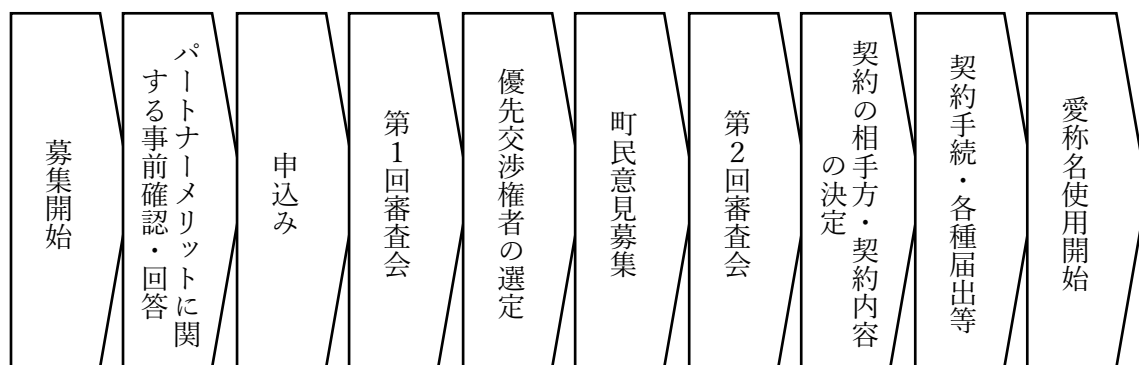 募集開始
パートナーメリットに関
する事前確認・回答
申込み
第1回審査会
優先交渉権者の選定
町民意見募集
第2回審査会
契約の相手方・契約内容
の決定
契約手続・各種届出等
愛称名使用開始